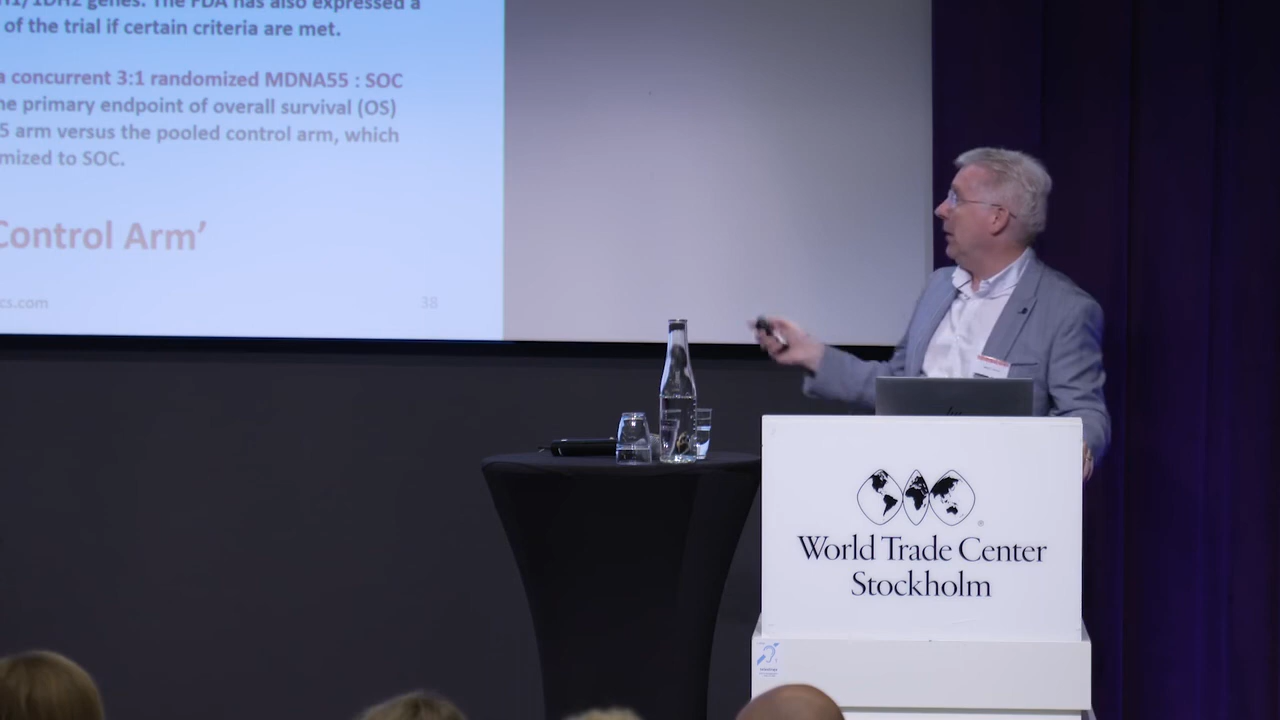 genes. The FDA has also expressed a
of the trial if certain criteria are met.
a concurrent 3:1 randomized MDNA55 : SOC
he primary endpoint of overall survival (OS)
5 arm versus the pooled control arm, which
mized to SOC.
Control Arm’
cs.com
38
World Trade Center
Stockholm